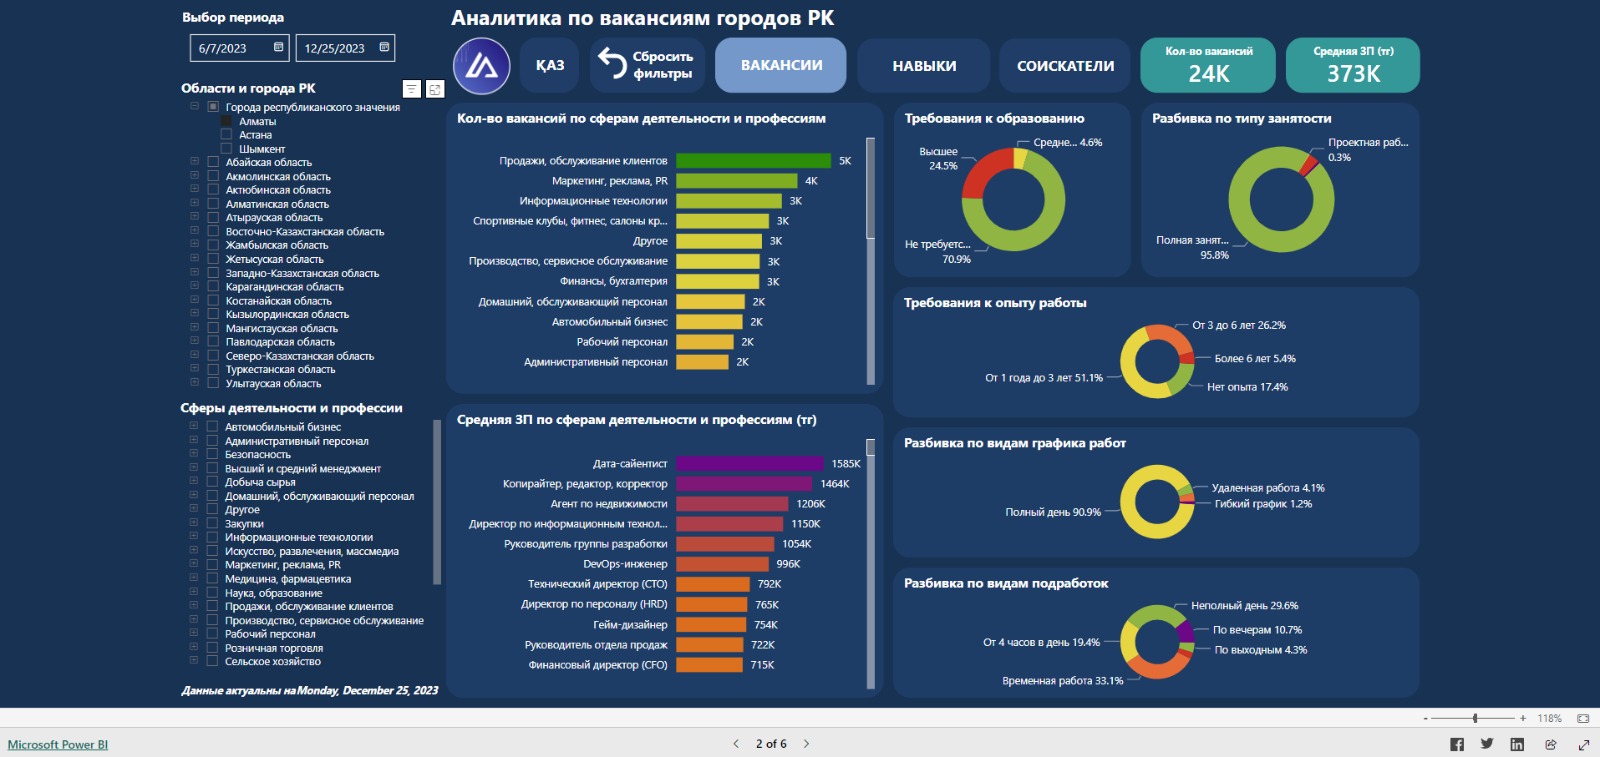 Выбор периода
6/7/2023
12/25/2023
Области и города РК
Города республиканского значения
Алматы
Астана
Шымкент
Абайская область
Акмолинская область
Актюбинская область
Алматинская область
Атырауская область
Восточно-Казахстанская область
Жамбылская область
Жетысуская область
Западно-Казахстанская область
Карагандинская область
Костанайская область
Кызылординская область
Мангистауская область
Павлодарская область
Северо-Казахстанская область
Туркестанская область
Улытауская область
Сферы деятельности и профессии
Автомобильный бизнес
Административный персонал
Безопасность
Высший и средний менеджмент
Добыча сырья
Домашний, обслуживающий персонал
Другое
Закупки
Информационные технологии
Искусство, развлечения, массмедиа
Маркетинг, реклама, PR
Медицина, фармацевтика
Наука, образование
Продажи, обслуживание клиентов
Производство, сервисное обслуживание
Рабочий персонал
Розничная торговля
Сельское хозяйство
Данные актуальны на Monday, December 25, 2023
Аналитика по вакансиям городов РК
ҚАЗ
Сбросить
фильтры
ВАКАНСИИ
НАВЫКИ
СОИСКАТЕЛИ
Кол-во вакансий
24K
Средняя ЗП (тг)
373K
Кол-во вакансий по сферам деятельности и профессиям
Продажи, обслуживание клиентов 5K
Маркетинг, реклама, PR 4K
Информационные технологии 3K
Спортивные клубы, фитнес, салоны кр... 3K
Другое 3K
Производство, сервисное обслуживание 3K
Финансы, бухгалтерия 3K
Домашний, обслуживающий персонал 2K
Автомобильный бизнес 2K
Рабочий персонал 2K
Административный персонал 2K
Средняя ЗП по сферам деятельности и профессиям (тг)
Дата-сайентист 1585K
Копирайтер, редактор, корректор 1464K
Агент по недвижимости 1206K
Директор по информационным технол... 1150K
Руководитель группы разработки 1054K
DevOps-инженер 996K
Технический директор (CTO) 792K
Директор по персоналу (HRD) 765K
Гейм-дизайнер 754K
Руководитель отдела продаж 722K
Финансовый директор (CFO) 715K
Требования к образованию
Средне... 4.6%
Высшее
24.5%
Не требуетс...
70.9%
Разбивка по типу занятости
Проектная раб...
0.3%
Полная занят...
95.8%
Требования к опыту работы
От 3 до 6 лет 26.2%
Более 6 лет 5.4%
От 1 года до 3 лет 51.1%
Нет опыта 17.4%
Разбивка по видам графика работ
Удаленная работа 4.1%
Гибкий график 1.2%
Полный день 90.9%
Разбивка по видам подработок
Неполный день 29.6%
По вечерам 10.7%
От 4 часов в день 19.4%
По выходным 4.3%
Временная работа 33.1%
- + 118%
Microsoft Power BI
2 of 6